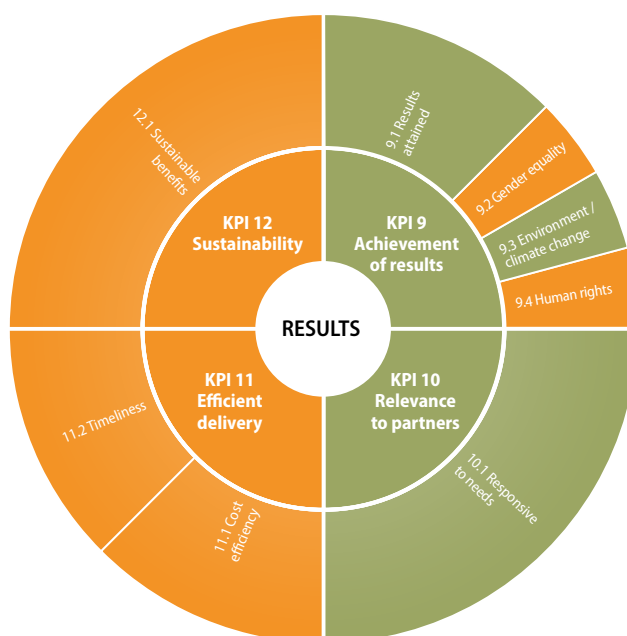 12.1 Sustainable
benefits
9.1 Results
attained
9.2 Gender equality
9.3 Environment /
climate change
9.4 Human rights
KPI 12
Sustainability
KPI 9
Achievement
of results
RESULTS
KPI 11
Efficient
delivery
KPI 10
Relevance
to partners
11.2 Timeliness
11.1 Cost
efficiency
10.1 Responsive
to needs